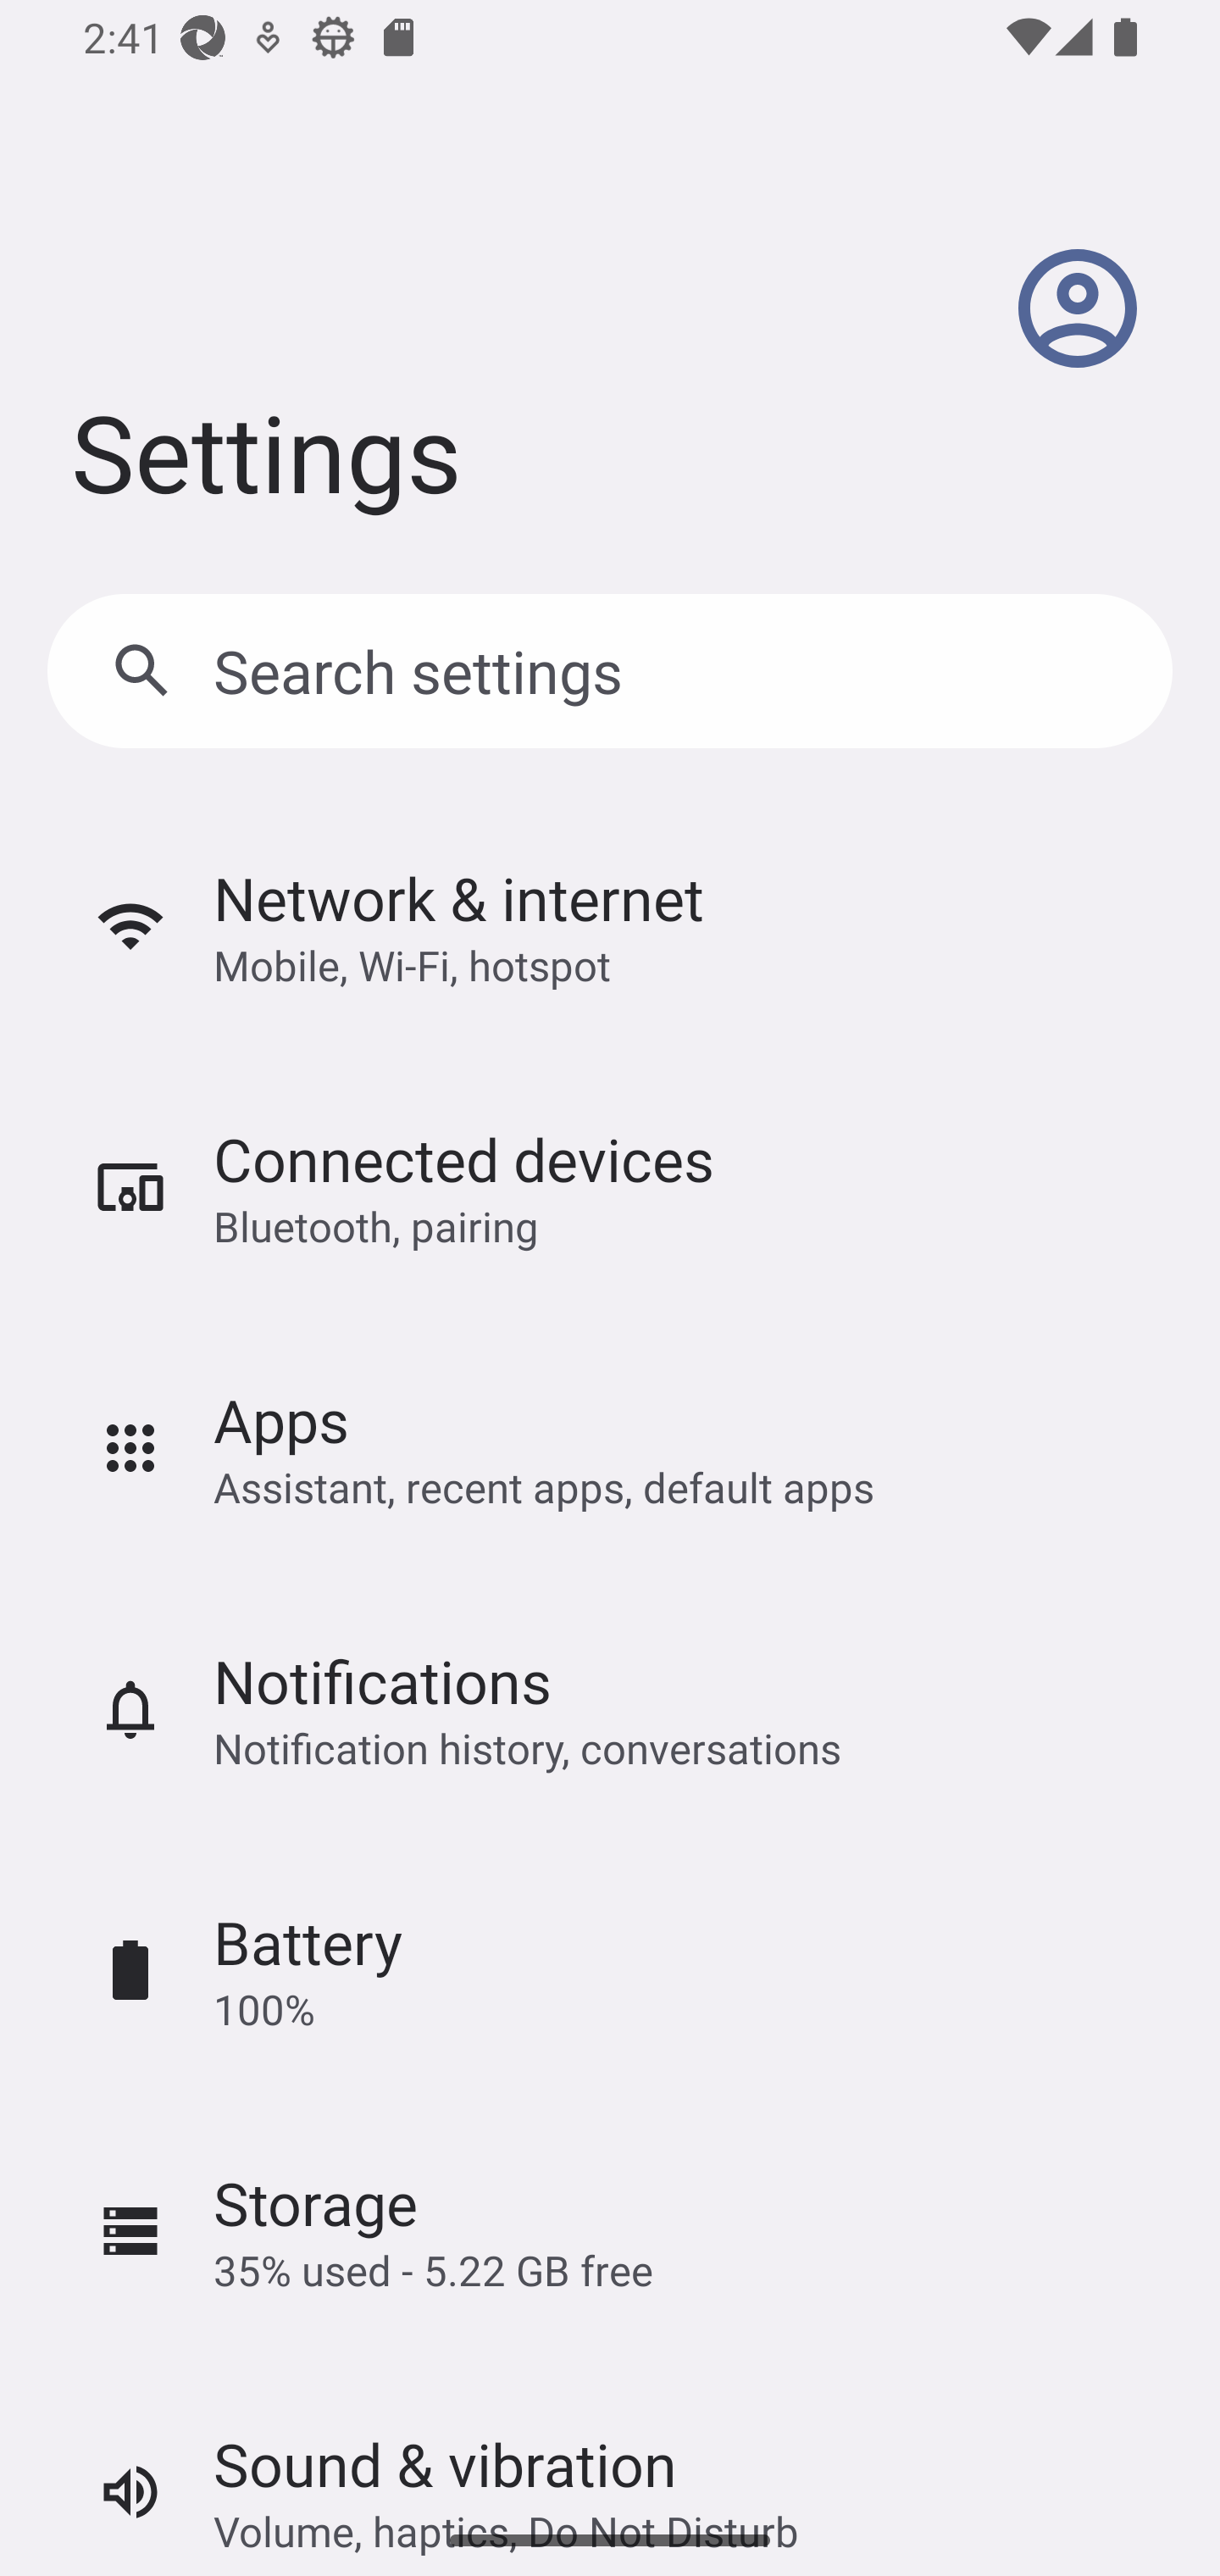 2:41
Settings
Search settings
Network & internet
Mobile, Wi-Fi, hotspot
Connected devices
Bluetooth, pairing
Apps
Assistant, recent apps, default apps
Notifications
Notification history, conversations
Battery
100%
Storage
35% used - 5.22 GB free
Sound & vibration
Volume, haptics, Do Not Disturb